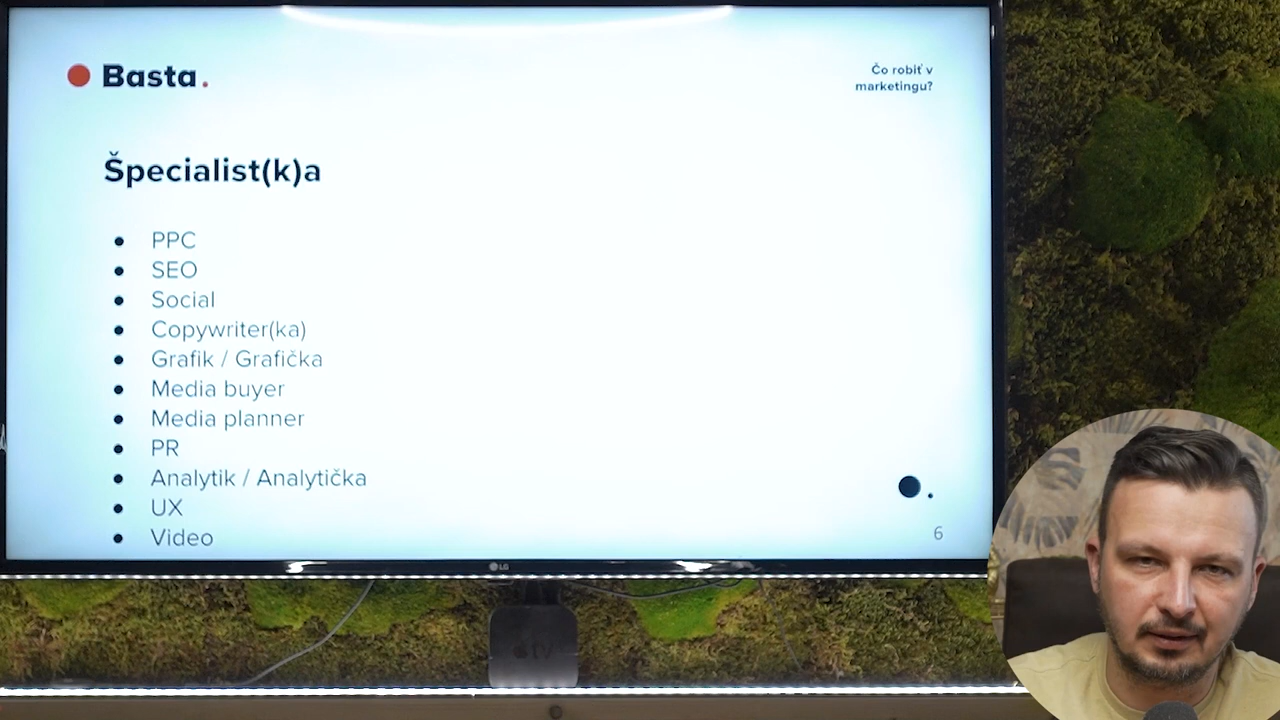 Basta.
Čo robiť v
marketingu?
Špecialist(k)a
● PPC
● SEO
● Social
● Copywriter(ka)
● Grafik / Grafička
● Media buyer
● Media planner
● PR
● Analytik / Analytička
● UX
● Video
6
LG
tv